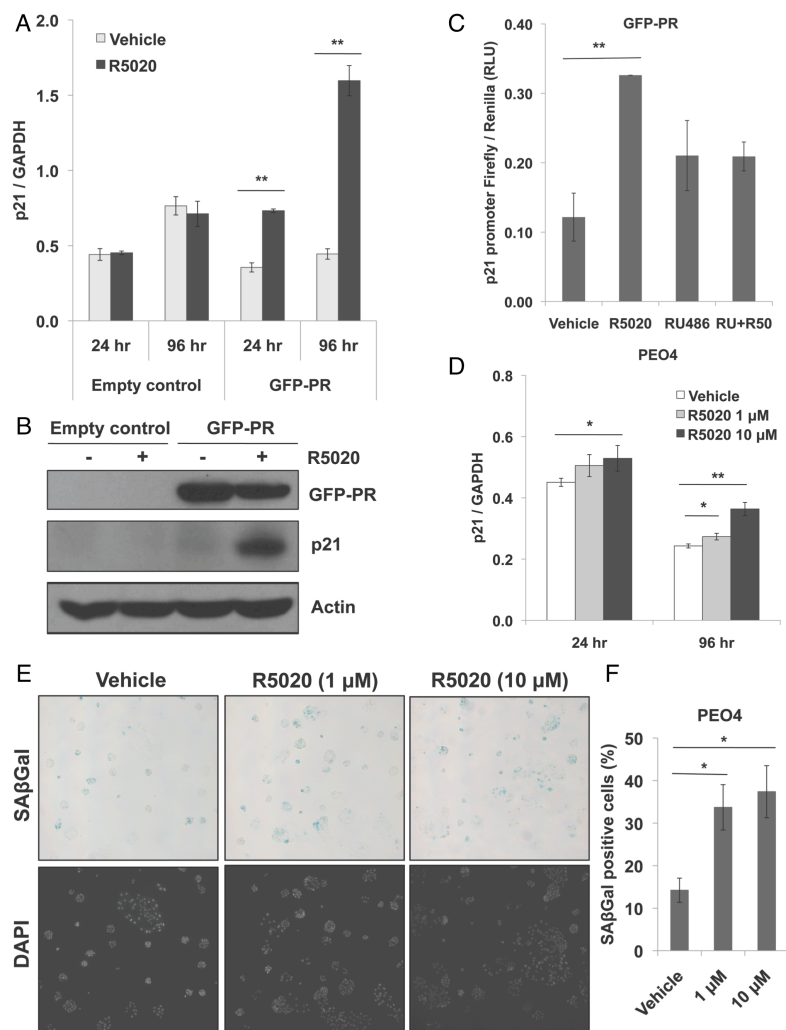 A
Vehicle
R5020
**
**
p21 / GAPDH
2.0
1.5
1.0
0.5
0.0
24 hr 96 hr 24 hr 96 hr
Empty control GFP-PR
B
Empty control GFP-PR
- + - + R5020
GFP-PR
p21
Actin
C
GFP-PR
**
p21 promoter Firefly / Renilla (RLU)
0.40
0.30
0.20
0.10
0.00
Vehicle R5020 RU486 RU+R50
D
PEO4
Vehicle
R5020 1 µM
R5020 10 µM
*
**
*
p21 / GAPDH
0.8
0.6
0.4
0.2
0.0
24 hr 96 hr
E
Vehicle R5020 (1 µM) R5020 (10 µM)
SAβGal
DAPI
F
PEO4
*
*
SAβGal positive cells (%)
50
40
30
20
10
0
Vehicle 1 µM 10 µM